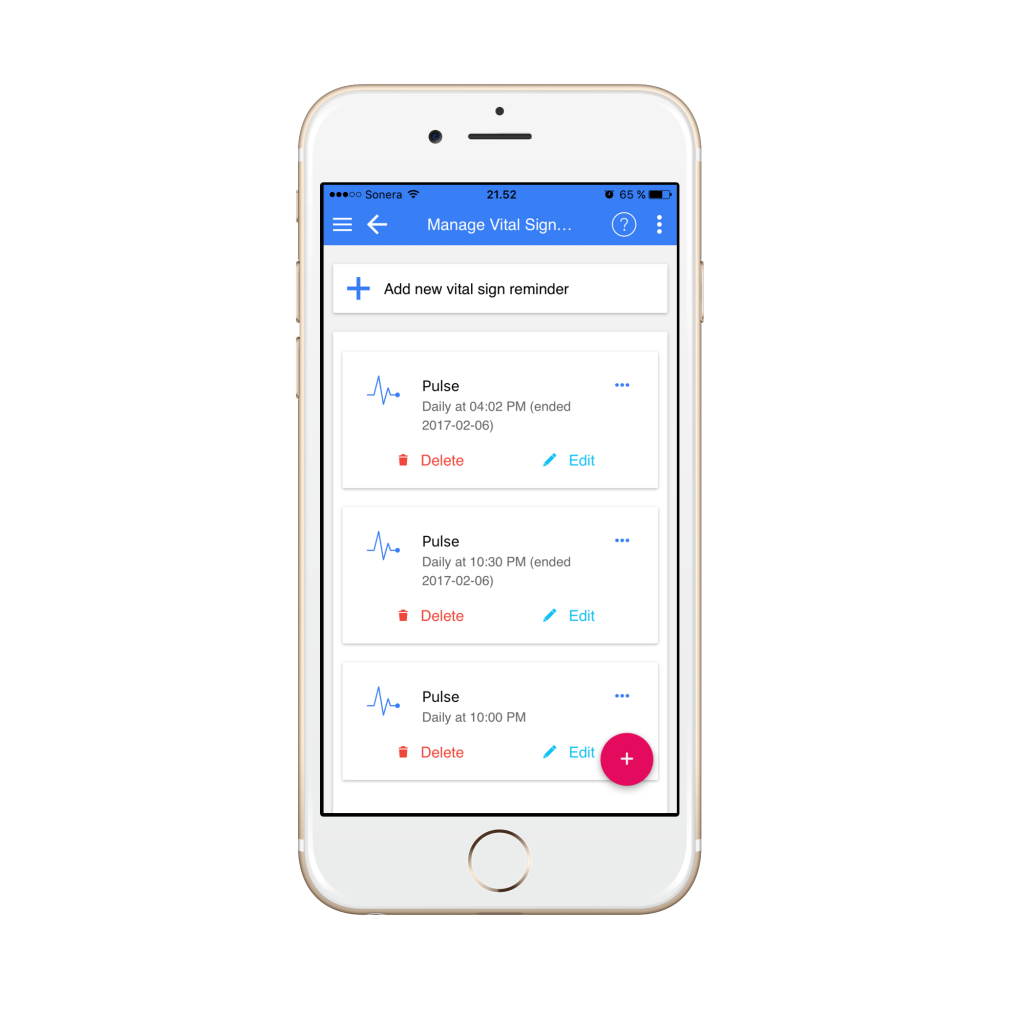 Sonera 21.52 65 %
Manage Vital Sign...
?
Add new vital sign reminder
Pulse
Daily at 04:02 PM (ended
2017-02-06)
Delete Edit
Pulse
Daily at 10:30 PM (ended
2017-02-06)
Delete Edit
Pulse
Daily at 10:00 PM
Delete Edit
+